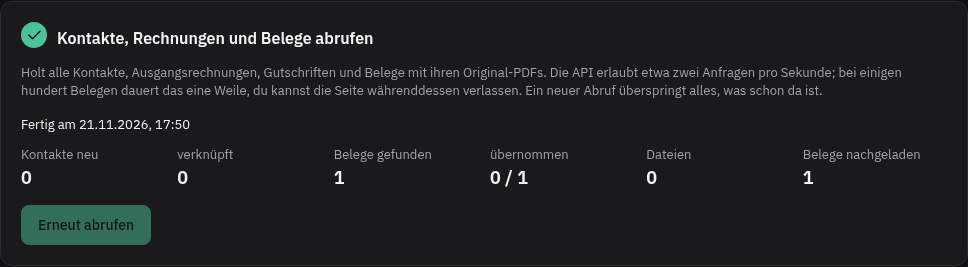 Kontakte, Rechnungen und Belege abrufen
Holt alle Kontakte, Ausgangsrechnungen, Gutschriften und Belege mit ihren Original-PDFs. Die API erlaubt etwa zwei Anfragen pro Sekunde; bei einigen
hundert Belegen dauert das eine Weile, du kannst die Seite währenddessen verlassen. Ein neuer Abruf überspringt alles, was schon da ist.
Fertig am 21.11.2026, 17:50
Kontakte neu verknüpft Belege gefunden übernommen Dateien Belege nachgeladen
0 0 1 0 / 1 0 1
Erneut abrufen